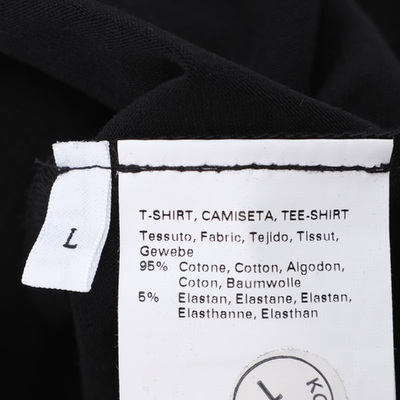 L
T-SHIRT, CAMISETA, TEE-SHIRT
Tessuto, Fabric, Tejido, Tissut,
Gewebe
95% Cotone, Cotton, Algodon,
Coton, Baumwolle
5% Elastan, Elastane, Elastan,
Elasthanne, Elasthan